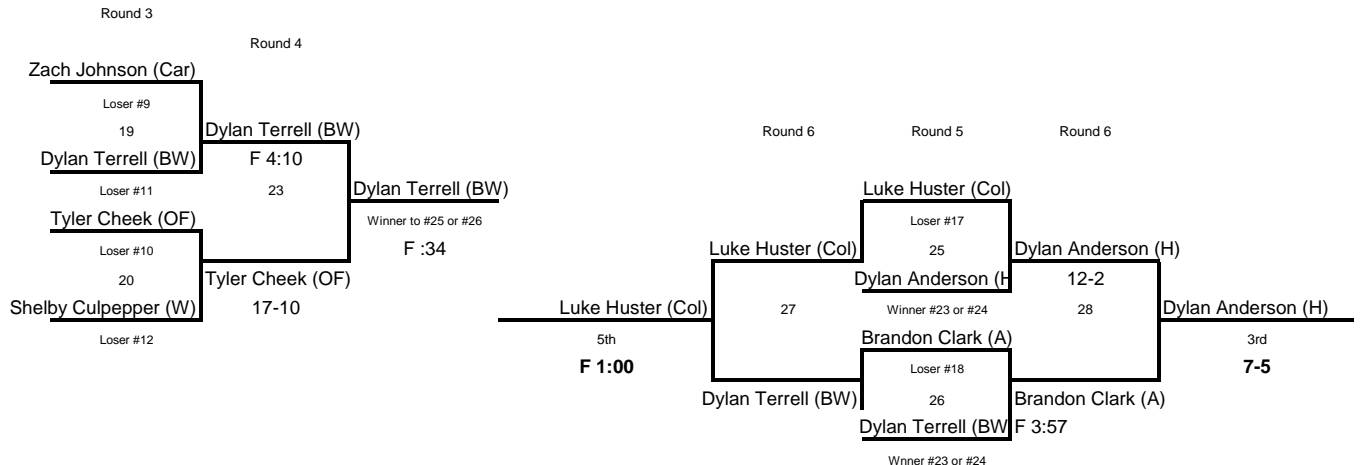 Round 3
Round 4
Zach Johnson (Car)
Loser #9
19
Dylan Terrell (BW)
Dylan Terrell (BW)
F 4:10
Loser #11
23
Dylan Terrell (BW)
Tyler Cheek (OF)
Winner to #25 or #26
Loser #10
F :34
20
Tyler Cheek (OF)
Shelby Culpepper (W)
17-10
Loser #12
Round 6
Round 5
Round 6
Luke Huster (Col)
Loser #17
Luke Huster (Col)
25
Dylan Anderson (H)
Dylan Anderson (H
12-2
Luke Huster (Col)
27
Winner #23 or #24
28
Dylan Anderson (H)
5th
Brandon Clark (A)
3rd
F 1:00
Loser #18
7-5
Dylan Terrell (BW)
26
Brandon Clark (A)
Dylan Terrell (BW
F 3:57
Wnner #23 or #24